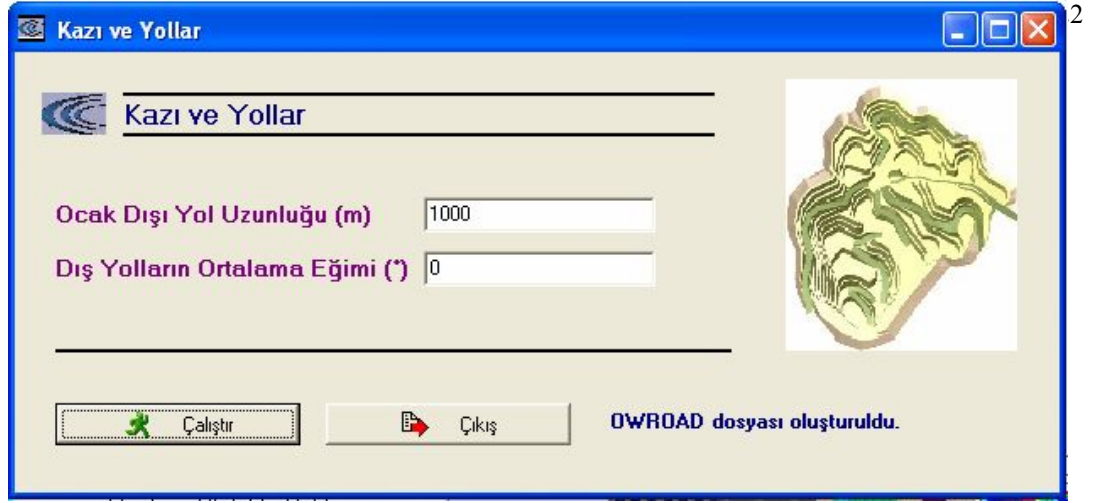 Kazı ve Yollar
2
Kazı ve Yollar
Ocak Dışı Yol Uzunluğu (m)
1000
Dış Yolların Ortalama Eğimi (°)
0
Çalıştır
Çıkış
OWROAD dosyası oluşturuldu.